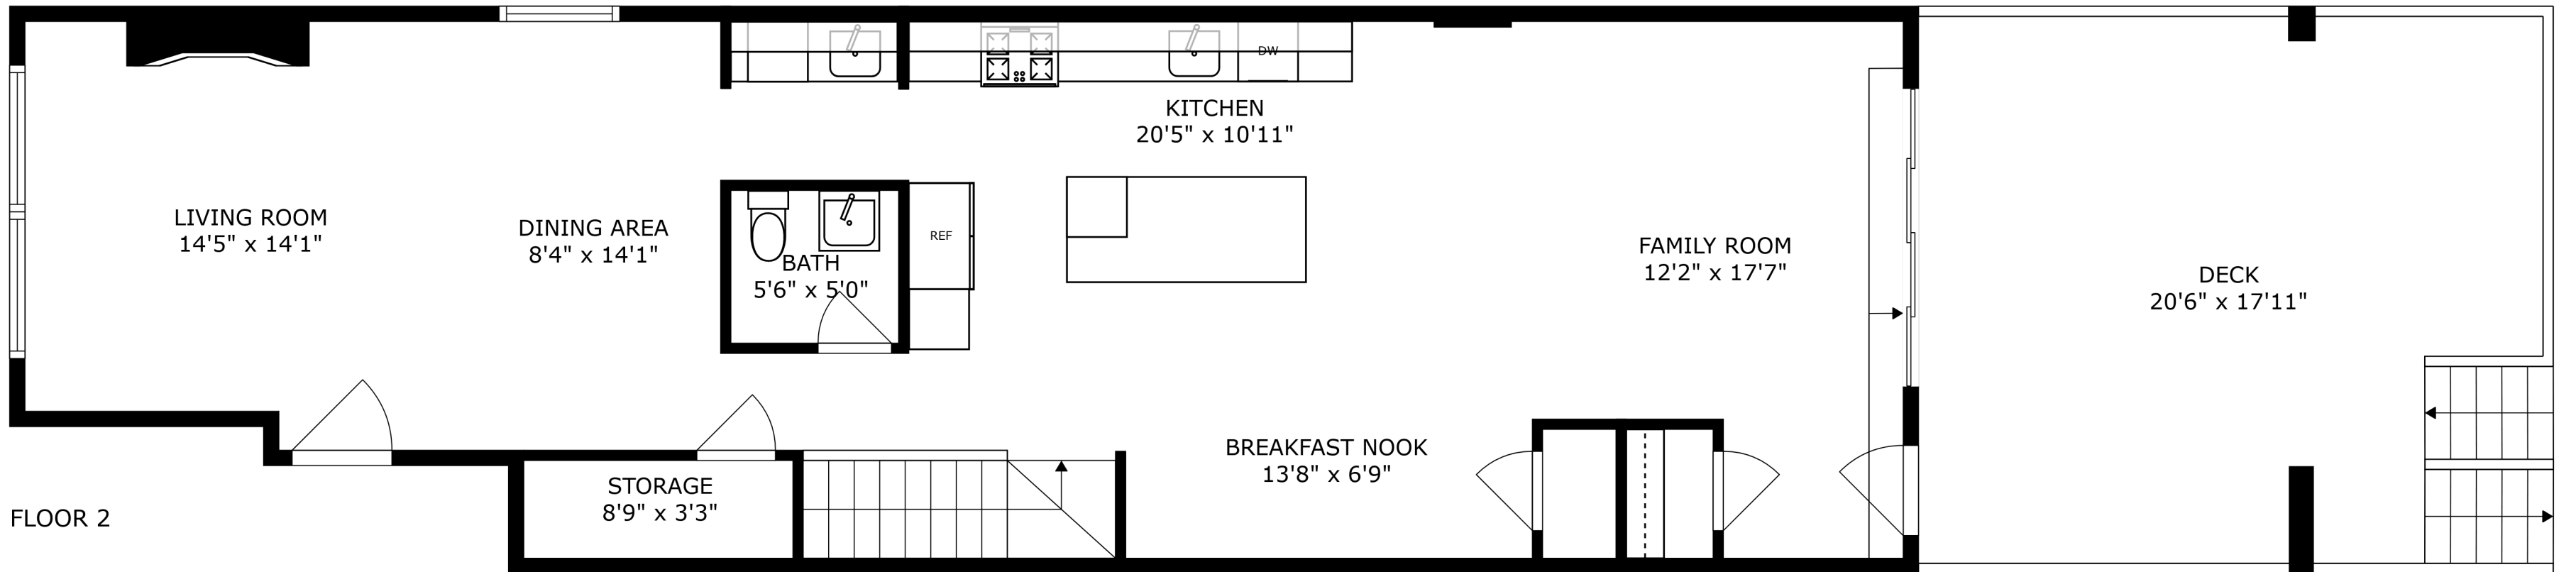 DW
KITCHEN
20'5" x 10'11"
LIVING ROOM
14'5" x 14'1"
DINING AREA
8'4" x 14'1"
REF
BATH
5'6" x 5'0"
FAMILY ROOM
12'2" x 17'7"
DECK
20'6" x 17'11"
BREAKFAST NOOK
13'8" x 6'9"
STORAGE
8'9" x 3'3"
FLOOR 2